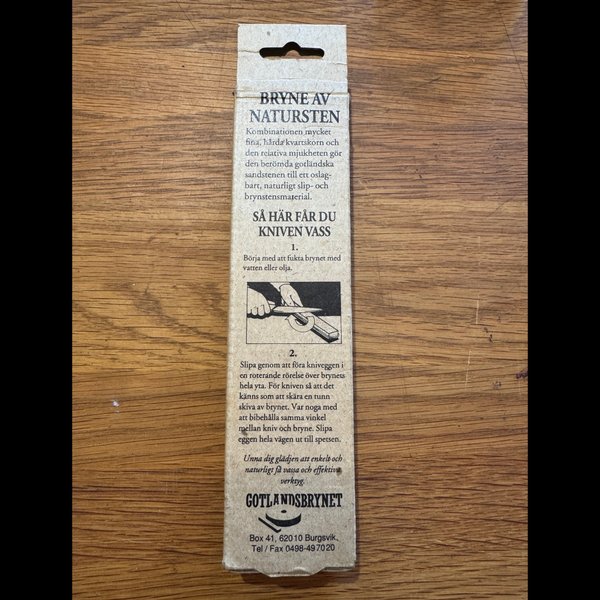 BRYNE AV
NATURSTEN
Kombinationen mycket
fina, hårda kvartskorn och
den relativa mjukheten gör
den berömda gotländska
sandstenen till ett oslag-
bart, naturligt slip- och
brynstensmaterial.
SÅ HÄR FÅR DU
KNIVEN VASS
1.
Börja med att fukta brynet med
vatten eller olja.
2.
Slipa genom att föra kniveggen i
en roterande rörelse över brynets
hela yta. För kniven så att det
känns som att skära en tunn
skiva av brynet. Var noga med
att bibehålla samma vinkel
mellan kniv och bryne. Slipa
eggen hela vägen ut till spetsen.
Unna dig glädjen att enkelt och
naturligt få vassa och effektiva
verktyg.
GOTLANDSBRYNET
Box 41, 620 10 Burgsvik,
Tel / Fax 0498-49 70 20